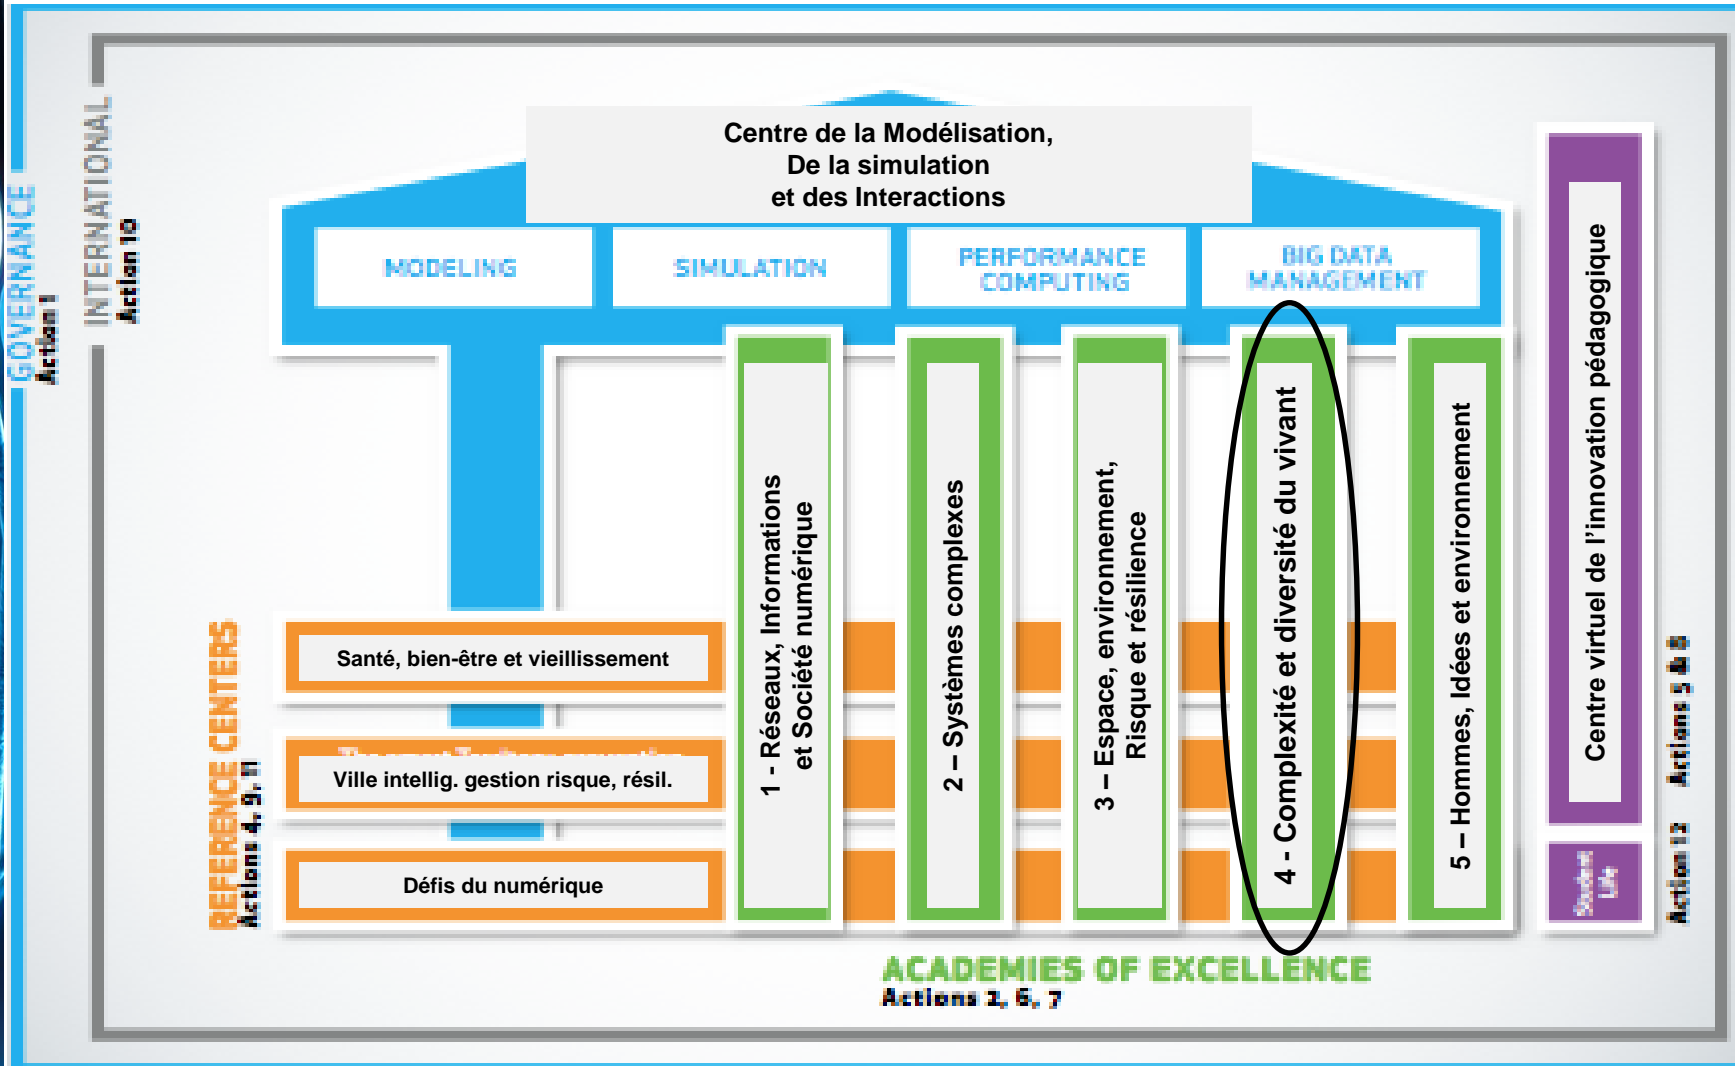 GOVERNANCE
Action 1
INTERNATIONAL
Action 10
Centre de la Modélisation,
De la simulation
et des Interactions
MODELING
SIMULATION
PERFORMANCE
COMPUTING
BIG DATA
MANAGEMENT
REFERENCE CENTERS
Actions 4, 9, 11
Santé, bien-être et vieillissement
Ville intellig. gestion risque, résil.
Défis du numérique
1 - Réseaux, Informations
et Société numérique
2 – Systèmes complexes
3 – Espace, environnement,
Risque et résilience
4 - Complexité et diversité du vivant
5 – Hommes, Idées et environnement
Centre virtuel de l'innovation pédagogique
Student
Life
Actions 5 & 8
Action 12
ACADEMIES OF EXCELLENCE
Actions 2, 6, 7